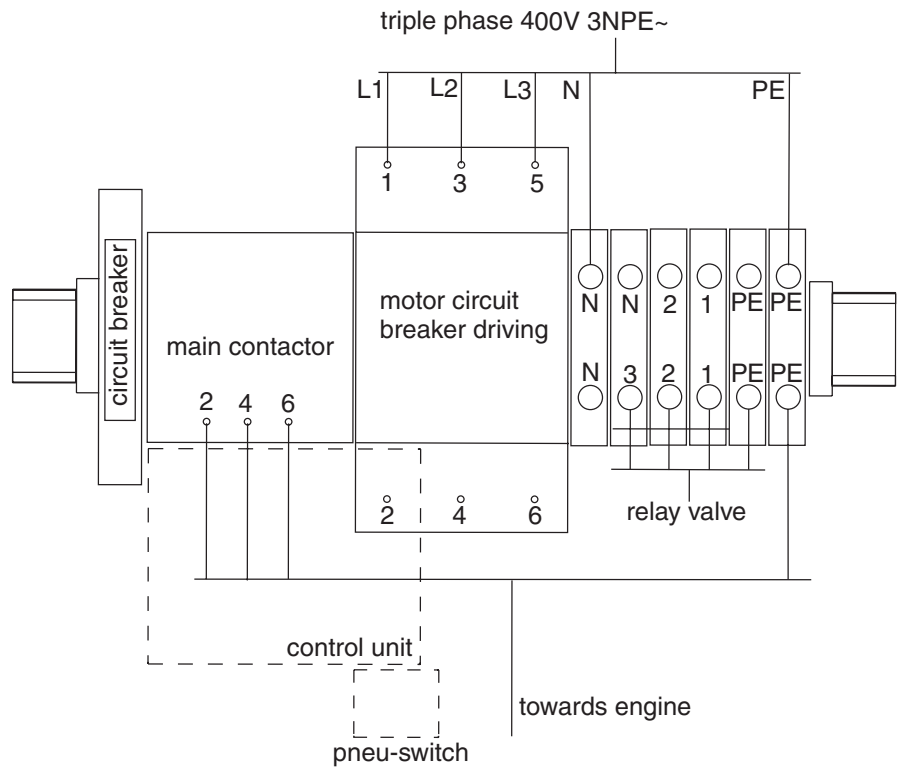 triple phase 400V 3NPE~
L1 L2 L3 N PE
1 3 5
circuit breaker
main contactor
2 4 6
motor circuit
breaker driving
N N 2 1 PE PE
N 3 2 1 PE PE
2 4 6
relay valve
control unit
towards engine
pneu-switch